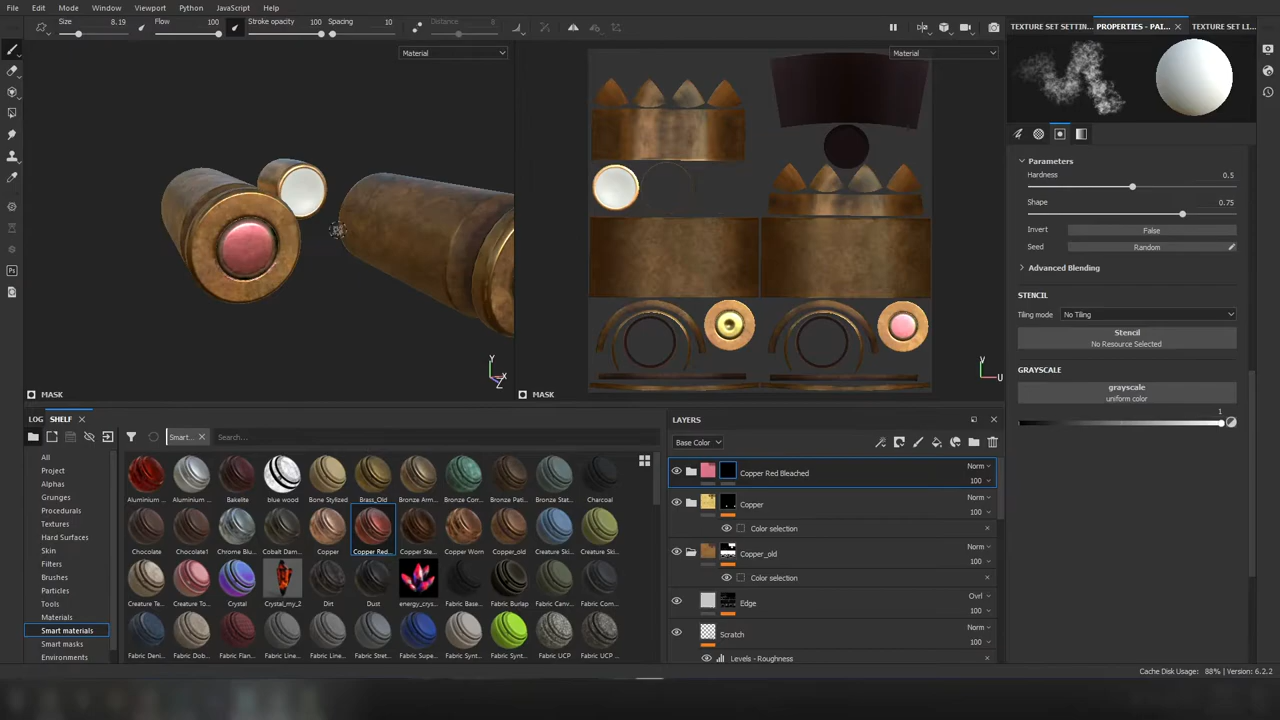 File Edit Mode Window Viewport Python JavaScript Help
Size 8.19 Flow 100 Stroke opacity 100 Spacing 10 Distance 8
TEXTURE SET SETTIN... PROPERTIES - PAI... TEXTURE SET LI...
Material
Material
Parameters
Hardness 0.5
Shape 0.75
Invert False
Seed Random
Advanced Blending
STENCIL
Tiling mode No Tiling
Stencil
No Resource Selected
GRAYSCALE
grayscale
uniform color
1
Y
X
Z
V
U
MASK
MASK
LOG SHELF
Smart... Search...
All
Project
Alphas
Grunges
Procedurals
Textures
Hard Surfaces
Skin
Filters
Brushes
Particles
Tools
Materials
Smart materials
Smart masks
Environments
Aluminium ... Aluminium ... Bakelite blue wood Bone Stylized Brass_Old Bronze Arm... Bronze Corr... Bronze Pati... Bronze Stat... Charcoal
Chocolate Chocolate1 Chrome Blu... Cobalt Dam... Copper Copper Red... Copper Ste... Copper Worn Copper_old Creature Ski... Creature Ski...
Creature Te... Creature To... Crystal Crystal_my_2 Dirt Dust energy_crys... Fabric Base... Fabric Burlap Fabric Canv... Fabric Com...
Fabric Deni... Fabric Dob... Fabric Flan... Fabric Line... Fabric Line... Fabric Stret... Fabric Supe... Fabric Synt... Fabric Synt... Fabric UCP Fabric UCP ...
LAYERS
Base Color
Copper Red Bleached Norm 100
Copper Norm 100
Color selection
Copper_old Norm 100
Color selection
Edge Ovrl 100
Scratch Norm 100
Levels - Roughness
Cache Disk Usage: 88% | Version: 6.2.2